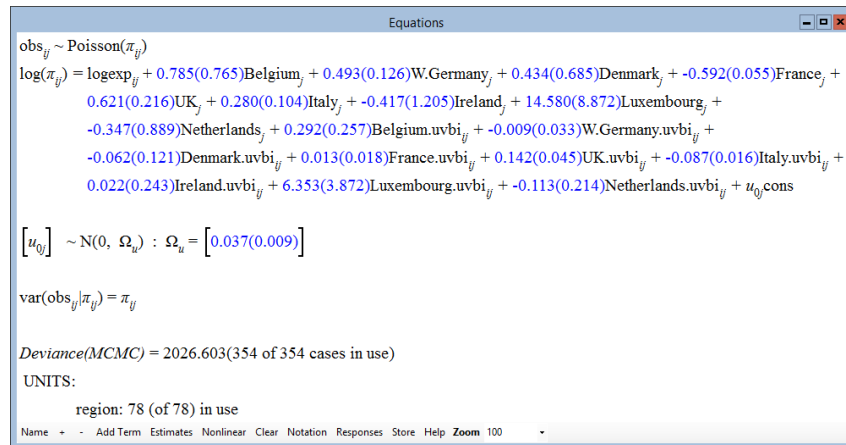 Equations
obs_ij ~ Poisson(π_ij)
log(π_ij) = logexp_ij + 0.785(0.765)Belgium_j + 0.493(0.126)W.Germany_j + 0.434(0.685)Denmark_j + -0.592(0.055)France_j +
0.621(0.216)UK_j + 0.280(0.104)Italy_j + -0.417(1.205)Ireland_j + 14.580(8.872)Luxembourg_j +
-0.347(0.889)Netherlands_j + 0.292(0.257)Belgium.uvbi_ij + -0.009(0.033)W.Germany.uvbi_ij +
-0.062(0.121)Denmark.uvbi_ij + 0.013(0.018)France.uvbi_ij + 0.142(0.045)UK.uvbi_ij + -0.087(0.016)Italy.uvbi_ij +
0.022(0.243)Ireland.uvbi_ij + 6.353(3.872)Luxembourg.uvbi_ij + -0.113(0.214)Netherlands.uvbi_ij + u_0j cons
[u_0j] ~ N(0, Ω_u) : Ω_u = [0.037(0.009)]
var(obs_ij|π_ij) = π_ij
Deviance(MCMC) = 2026.603(354 of 354 cases in use)
UNITS:
region: 78 (of 78) in use
Name + - Add Term Estimates Nonlinear Clear Notation Responses Store Help Zoom 100